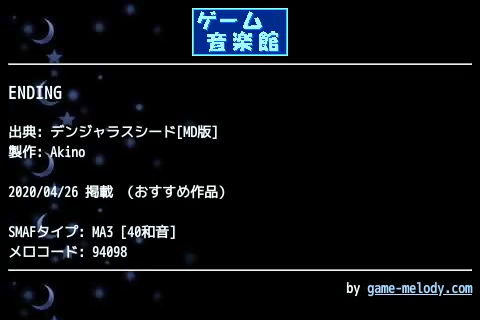 ゲーム
音楽館
ENDING
出典: デンジャラスシード[MD版]
製作: Akino
2020/04/26 掲載 (おすすめ作品)
SMAFタイプ: MA3 [40和音]
メロコード: 94098
by game-melody.com